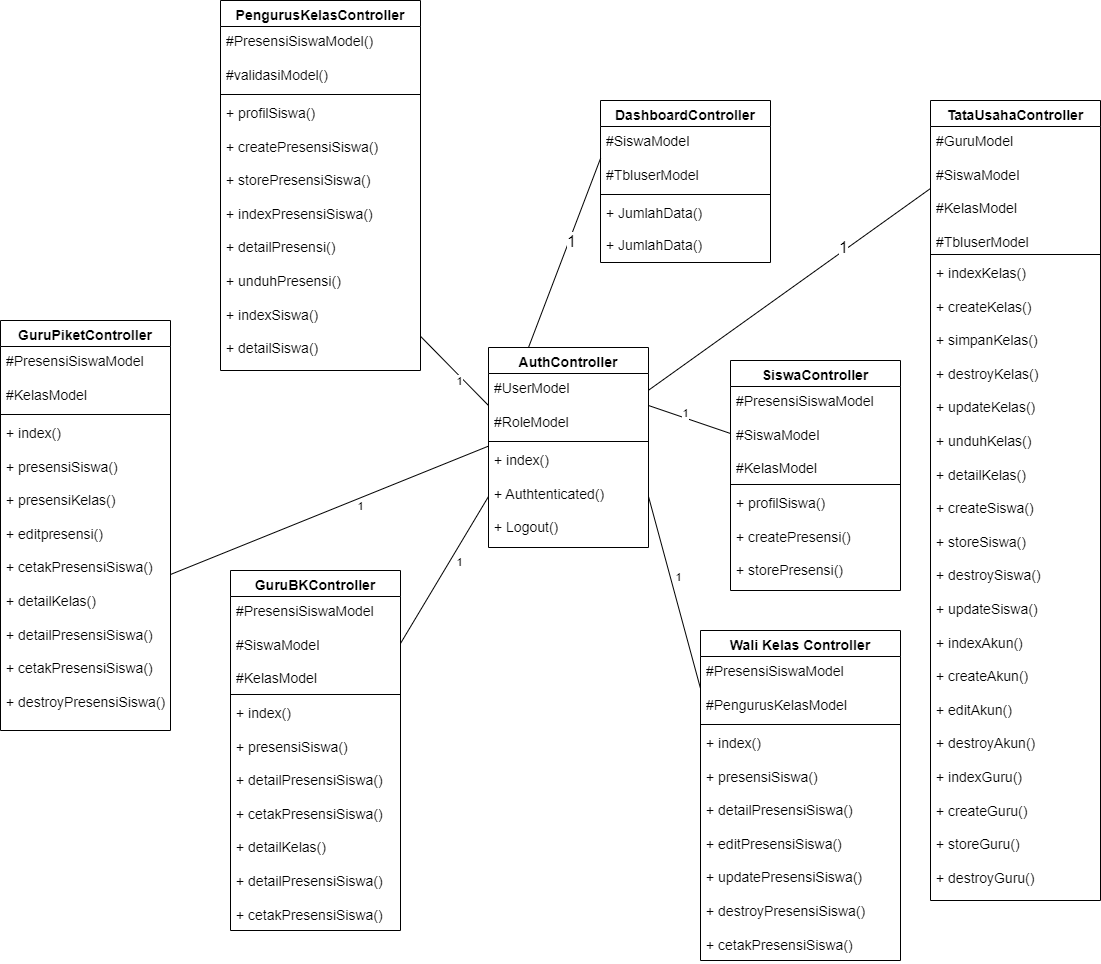 PengurusKelasController
#PresensiSiswaModel()
#validasiModel()
+ profilSiswa()
+ createPresensiSiswa()
+ storePresensiSiswa()
+ indexPresensiSiswa()
+ detailPresensi()
+ unduhPresensi()
+ indexSiswa()
+ detailSiswa()
DashboardController
#SiswaModel
#TbluserModel
+ JumlahData()
+ JumlahData()
TataUsahaController
#GuruModel
#SiswaModel
#KelasModel
#TbluserModel
+ indexKelas()
+ createKelas()
+ simpanKelas()
+ destroyKelas()
+ updateKelas()
+ unduhKelas()
+ detailKelas()
+ createSiswa()
+ storeSiswa()
+ destroySiswa()
+ updateSiswa()
+ indexAkun()
+ createAkun()
+ editAkun()
+ destroyAkun()
+ indexGuru()
+ createGuru()
+ storeGuru()
+ destroyGuru()
1
1
1
1
1
1
1
GuruPiketController
#PresensiSiswaModel
#KelasModel
+ index()
+ presensiSiswa()
+ presensiKelas()
+ editpresensi()
+ cetakPresensiSiswa()
+ detailKelas()
+ detailPresensiSiswa()
+ cetakPresensiSiswa()
+ destroyPresensiSiswa()
AuthController
#UserModel
#RoleModel
+ index()
+ Authtenticated()
+ Logout()
SiswaController
#PresensiSiswaModel
#SiswaModel
#KelasModel
+ profilSiswa()
+ createPresensi()
+ storePresensi()
GuruBKController
#PresensiSiswaModel
#SiswaModel
#KelasModel
+ index()
+ presensiSiswa()
+ detailPresensiSiswa()
+ cetakPresensiSiswa()
+ detailKelas()
+ detailPresensiSiswa()
+ cetakPresensiSiswa()
Wali Kelas Controller
#PresensiSiswaModel
#PengurusKelasModel
+ index()
+ presensiSiswa()
+ detailPresensiSiswa()
+ editPresensiSiswa()
+ updatePresensiSiswa()
+ destroyPresensiSiswa()
+ cetakPresensiSiswa()